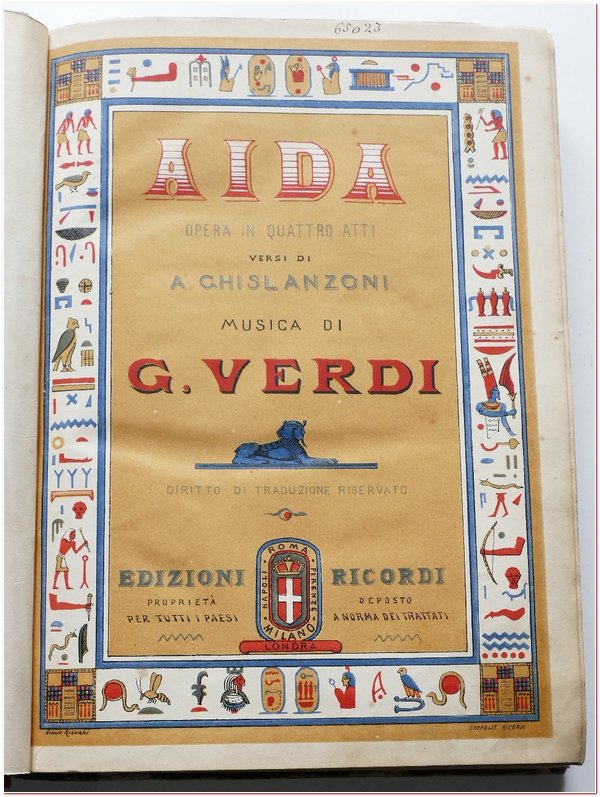 65023
AIDA
OPERA IN QUATTRO ATTI
VERSI DI
A GHISLANZONI
MUSICA DI
G. VERDI
DIRITTO DI TRADUZIONE RISERVATO
EDIZIONI RICORDI
PROPRIETÀ
PER TUTTI I PAESI
ROMA
NAPOLI
FIRENZE
MILANO
LONDRA
DEPOSTO
A NORMA DEI TRATTATI
CROMOLIT. RICORDI